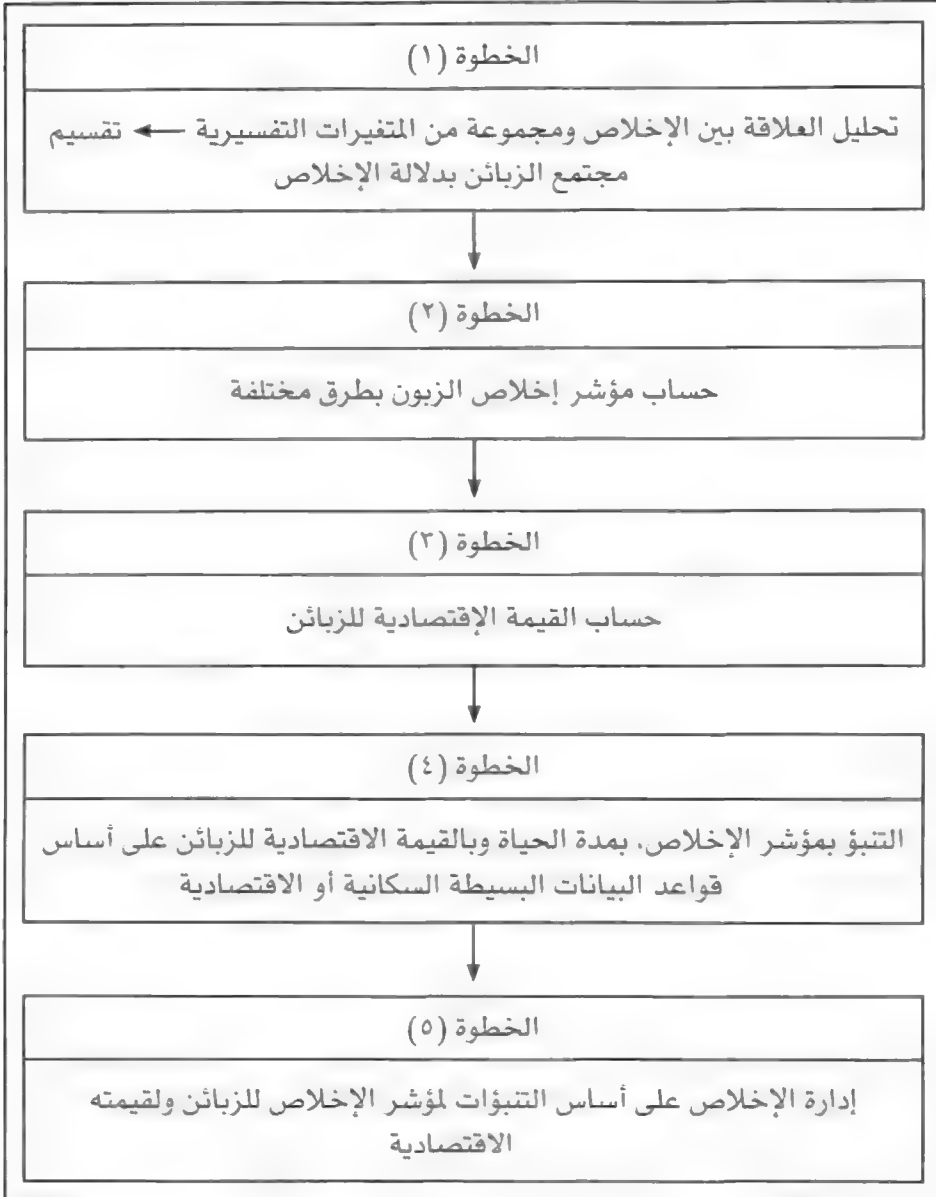 الخطوة (١)
تحليل العلاقة بين الإخلاص ومجموعة من المتغيرات التفسيرية ← تقسيم
مجتمع الزبائن بدلالة الإخلاص
الخطوة (٢)
حساب مؤشر إخلاص الزبون بطرق مختلفة
الخطوة (٣)
حساب القيمة الإقتصادية للزبائن
الخطوة (٤)
التنبؤ بمؤشر الإخلاص، بمدة الحياة وبالقيمة الاقتصادية للزبائن على أساس
قواعد البيانات البسيطة السكانية أو الاقتصادية
الخطوة (٥)
إدارة الإخلاص على أساس التنبؤات لمؤشر الإخلاص للزبائن ولقيمته
الاقتصادية